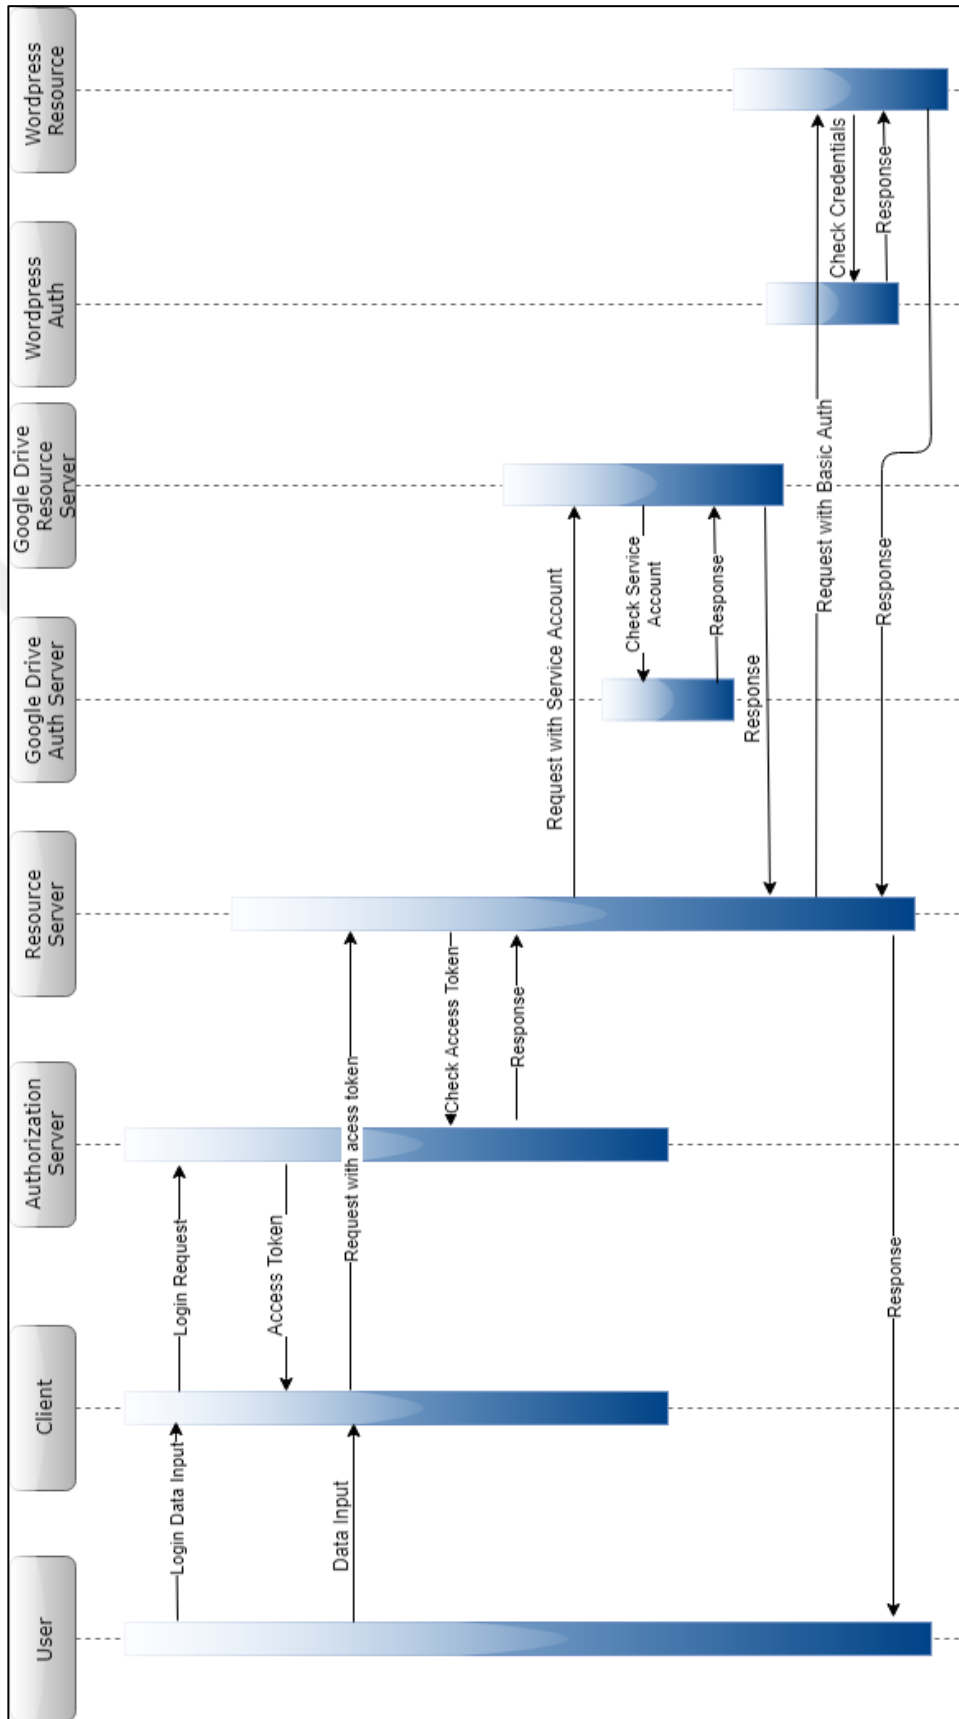 User
Client
Authorization
Server
Resource
Server
Google Drive
Auth Server
Google Drive
Resource
Server
Wordpress
Auth
Wordpress
Resource
Login Data Input
Login Request
Access Token
Data Input
Request with acess token
Check Access Token
Response
Request with Service Account
Check Service
Account
Response
Response
Request with Basic Auth
Check Credentials
Response
Response
Response